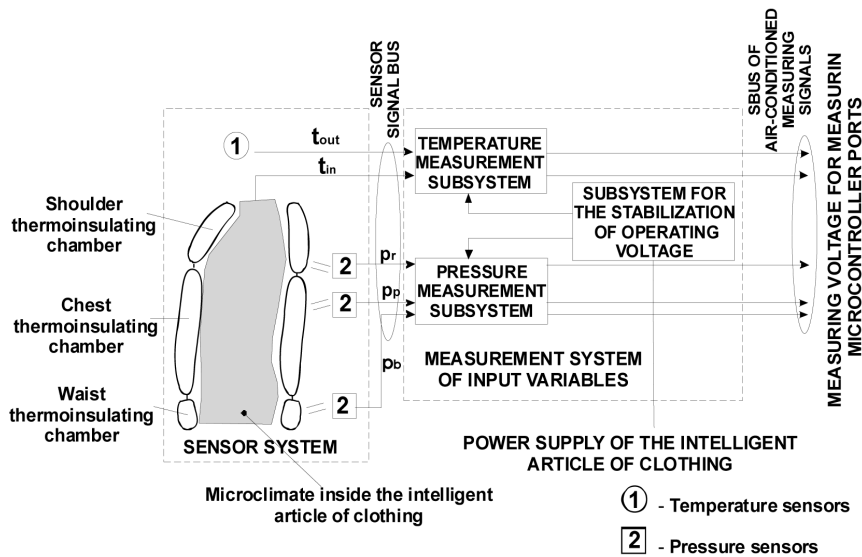 SENSOR
SIGNAL BUS
SBUS OF
AIR-CONDITIONED
MEASURING
SIGNALS
MEASURING VOLTAGE FOR MEASURIN
MICROCONTROLLER PORTS
1
tout
tin
TEMPERATURE
MEASUREMENT
SUBSYSTEM
SUBSYSTEM FOR
THE STABILIZATION
OF OPERATING
VOLTAGE
Shoulder
thermoinsulating
chamber
2
pr
PRESSURE
MEASUREMENT
SUBSYSTEM
Chest
thermoinsulating
chamber
2
pp
pb
MEASUREMENT SYSTEM
OF INPUT VARIABLES
Waist
thermoinsulating
chamber
2
SENSOR SYSTEM
POWER SUPPLY OF THE INTELLIGENT
ARTICLE OF CLOTHING
Microclimate inside the intelligent
article of clothing
1 - Temperature sensors
2 - Pressure sensors